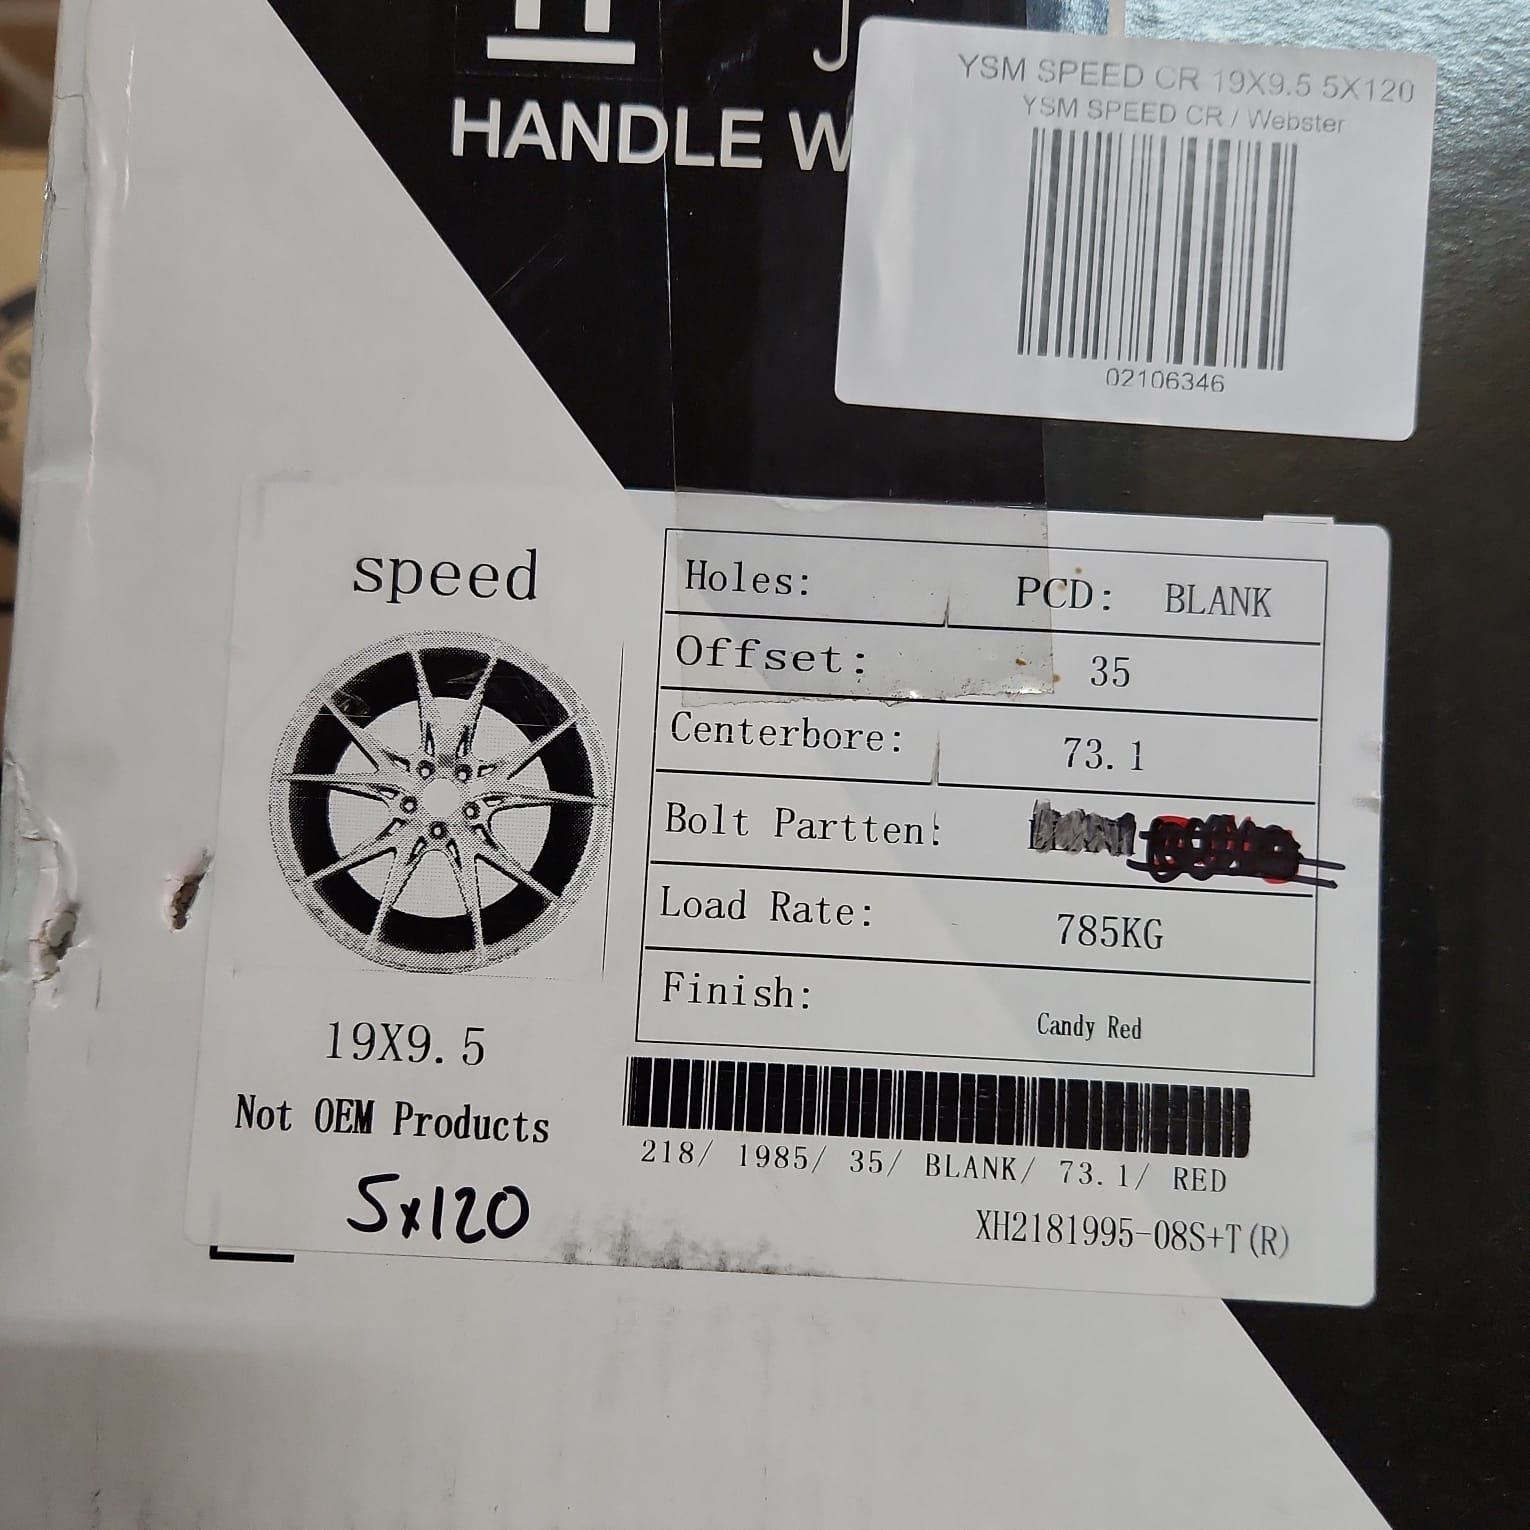 HANDLE W
YSM SPEED CR 19X9.5 5X120
YSM SPEED CR / Webster
02106346
speed
19X9.5
Not OEM Products
5x120
Holes: PCD: BLANK
Offset: 35
Centerbore: 73.1
Bolt Partten:
Load Rate: 785KG
Finish: Candy Red
218/ 1985/ 35/ BLANK/ 73.1/ RED
XH2181995-08S+T(R)